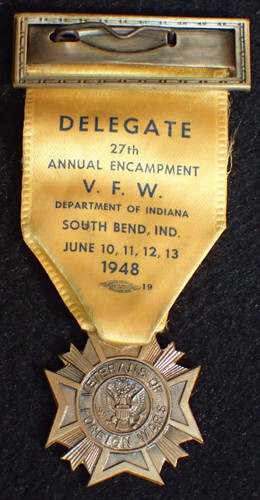 DELEGATE
27th
ANNUAL ENCAMPMENT
V. F. W.
DEPARTMENT OF INDIANA
SOUTH BEND, IND.
JUNE 10, 11, 12, 13
1948
19
VETERANS OF
FOREIGN WARS